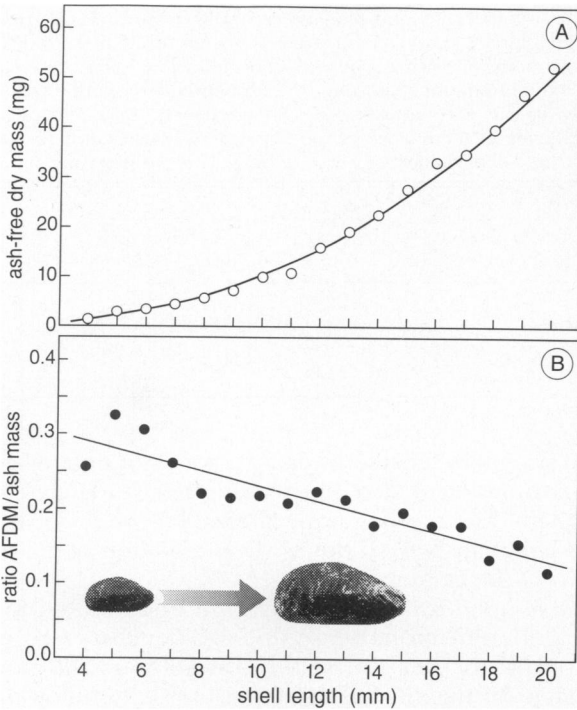 A
60
50
40
30
20
10
0
ash-free dry mass (mg)
B
0.4
0.3
0.2
0.1
0.0
ratio AFDM/ash mass
4 6 8 10 12 14 16 18 20
shell length (mm)